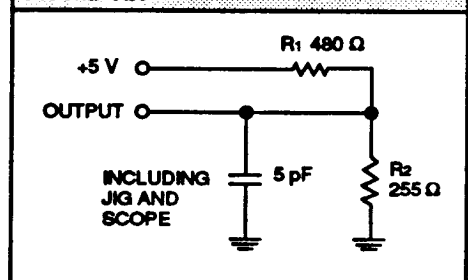 R1 480 Ω
+5 V
OUTPUT
5 pF
INCLUDING
JIG AND
SCOPE
R2
255 Ω